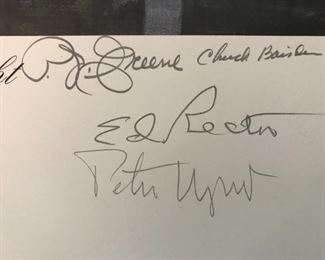 P. J. Greene Chuck Baisden
Ed Rector
Peter Wright